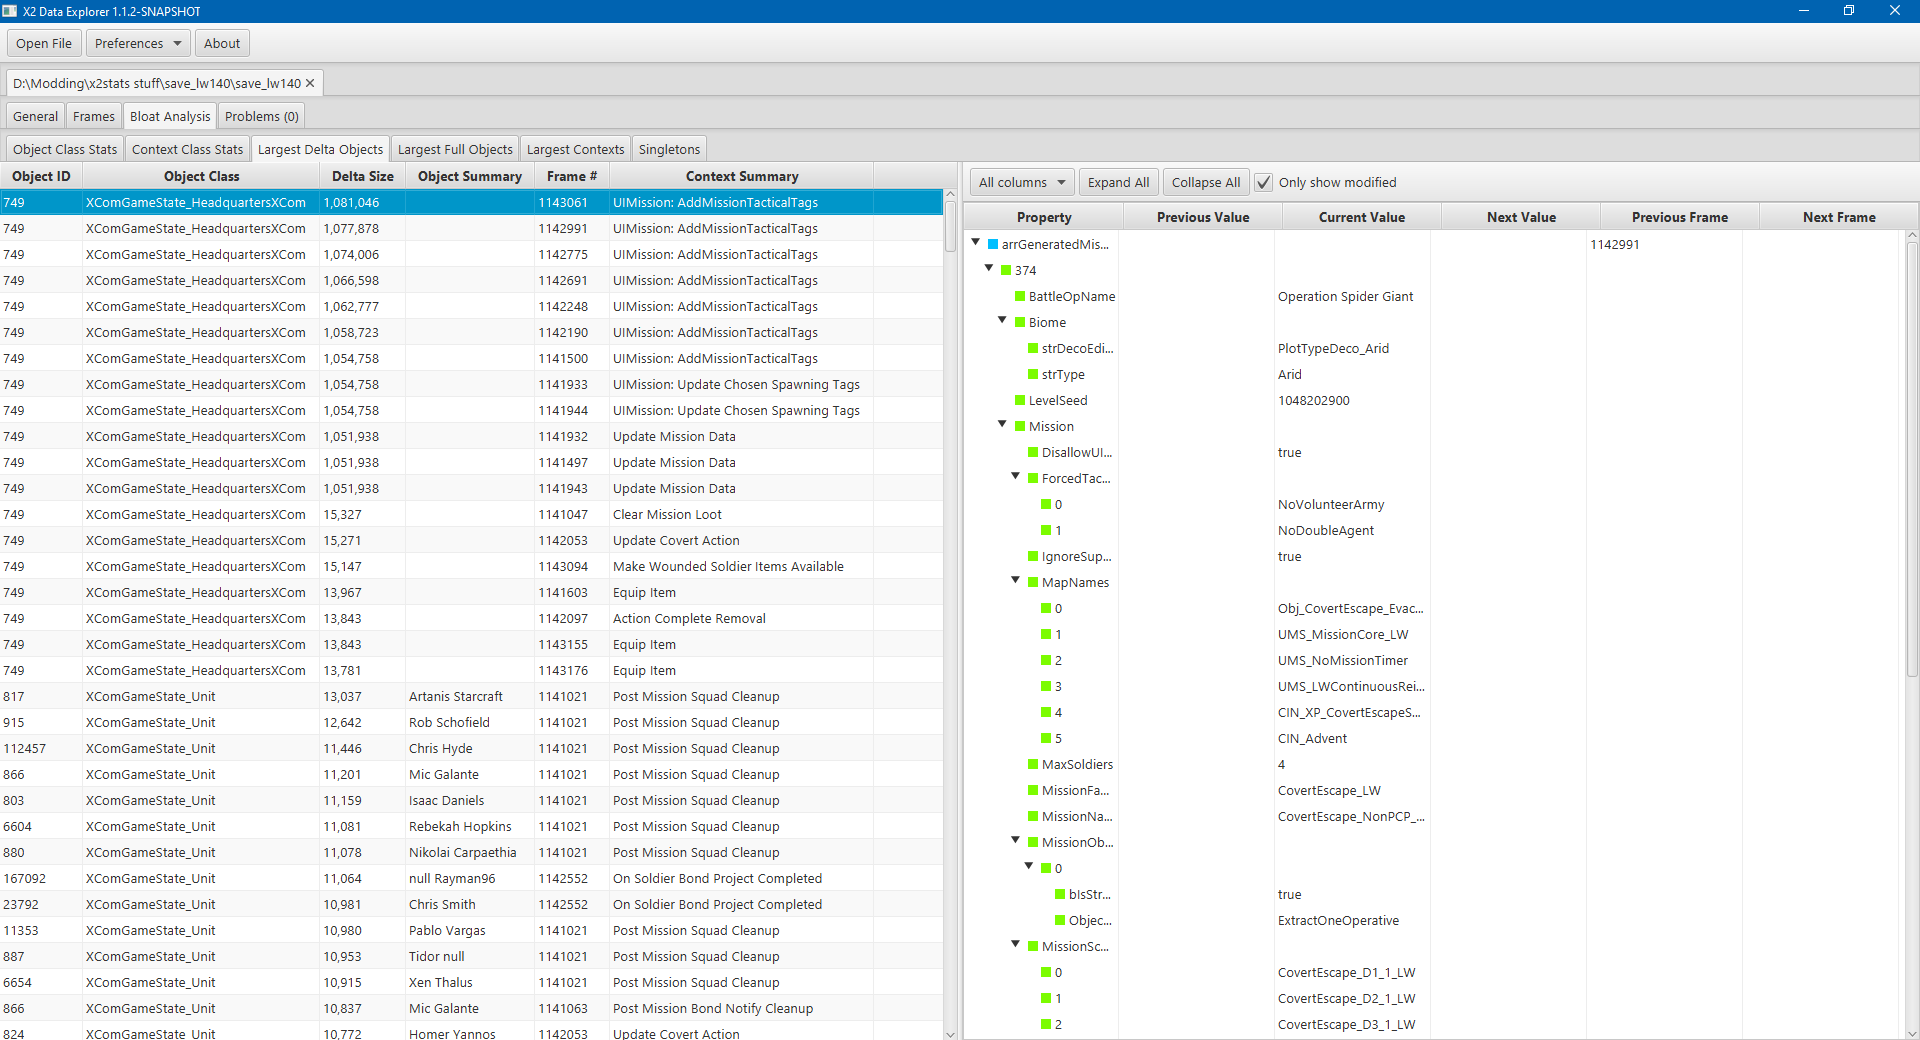 X2 Data Explorer 1.1.2-SNAPSHOT
Open File Preferences About
D:\Modding\x2stats stuff\save_lw140\save_lw140
General Frames Bloat Analysis Problems (0)
Object Class Stats Context Class Stats Largest Delta Objects Largest Full Objects Largest Contexts Singletons
Object ID Object Class Delta Size Object Summary Frame # Context Summary
749 XComGameState_HeadquartersXCom 1,081,046 1143061 UIMission: AddMissionTacticalTags
749 XComGameState_HeadquartersXCom 1,077,878 1142991 UIMission: AddMissionTacticalTags
749 XComGameState_HeadquartersXCom 1,074,006 1142775 UIMission: AddMissionTacticalTags
749 XComGameState_HeadquartersXCom 1,066,598 1142691 UIMission: AddMissionTacticalTags
749 XComGameState_HeadquartersXCom 1,062,777 1142248 UIMission: AddMissionTacticalTags
749 XComGameState_HeadquartersXCom 1,058,723 1142190 UIMission: AddMissionTacticalTags
749 XComGameState_HeadquartersXCom 1,054,758 1141500 UIMission: AddMissionTacticalTags
749 XComGameState_HeadquartersXCom 1,054,758 1141933 UIMission: Update Chosen Spawning Tags
749 XComGameState_HeadquartersXCom 1,054,758 1141944 UIMission: Update Chosen Spawning Tags
749 XComGameState_HeadquartersXCom 1,051,938 1141932 Update Mission Data
749 XComGameState_HeadquartersXCom 1,051,938 1141497 Update Mission Data
749 XComGameState_HeadquartersXCom 1,051,938 1141943 Update Mission Data
749 XComGameState_HeadquartersXCom 15,327 1141047 Clear Mission Loot
749 XComGameState_HeadquartersXCom 15,271 1142053 Update Covert Action
749 XComGameState_HeadquartersXCom 15,147 1143094 Make Wounded Soldier Items Available
749 XComGameState_HeadquartersXCom 13,967 1141603 Equip Item
749 XComGameState_HeadquartersXCom 13,843 1142097 Action Complete Removal
749 XComGameState_HeadquartersXCom 13,843 1143155 Equip Item
749 XComGameState_HeadquartersXCom 13,781 1143176 Equip Item
817 XComGameState_Unit 13,037 Artanis Starcraft 1141021 Post Mission Squad Cleanup
915 XComGameState_Unit 12,642 Rob Schofield 1141021 Post Mission Squad Cleanup
112457 XComGameState_Unit 11,446 Chris Hyde 1141021 Post Mission Squad Cleanup
866 XComGameState_Unit 11,201 Mic Galante 1141021 Post Mission Squad Cleanup
803 XComGameState_Unit 11,159 Isaac Daniels 1141021 Post Mission Squad Cleanup
6604 XComGameState_Unit 11,081 Rebekah Hopkins 1141021 Post Mission Squad Cleanup
880 XComGameState_Unit 11,078 Nikolai Carpaethia 1141021 Post Mission Squad Cleanup
167092 XComGameState_Unit 11,064 null Rayman96 1142552 On Soldier Bond Project Completed
23792 XComGameState_Unit 10,981 Chris Smith 1142552 On Soldier Bond Project Completed
11353 XComGameState_Unit 10,980 Pablo Vargas 1141021 Post Mission Squad Cleanup
887 XComGameState_Unit 10,953 Tidor null 1141021 Post Mission Squad Cleanup
6654 XComGameState_Unit 10,915 Xen Thalus 1141021 Post Mission Squad Cleanup
866 XComGameState_Unit 10,837 Mic Galante 1141063 Post Mission Bond Notify Cleanup
824 XComGameState_Unit 10,772 Homer Yannos 1142053 Update Covert Action
All columns Expand All Collapse All Only show modified
Property Previous Value Current Value Next Value Previous Frame Next Frame
arrGeneratedMis... 1142991
374
BattleOpName Operation Spider Giant
Biome
strDecoEdi... PlotTypeDeco_Arid
strType Arid
LevelSeed 1048202900
Mission
DisallowUI... true
ForcedTac...
0 NoVolunteerArmy
1 NoDoubleAgent
IgnoreSup... true
MapNames
0 Obj_CovertEscape_Evac...
1 UMS_MissionCore_LW
2 UMS_NoMissionTimer
3 UMS_LWContinuousRei...
4 CIN_XP_CovertEscapeS...
5 CIN_Advent
MaxSoldiers 4
MissionFa... CovertEscape_LW
MissionNa... CovertEscape_NonPCP_...
MissionOb...
0
bIsStr... true
Objec... ExtractOneOperative
MissionSc...
0 CovertEscape_D1_1_LW
1 CovertEscape_D2_1_LW
2 CovertEscape_D3_1_LW